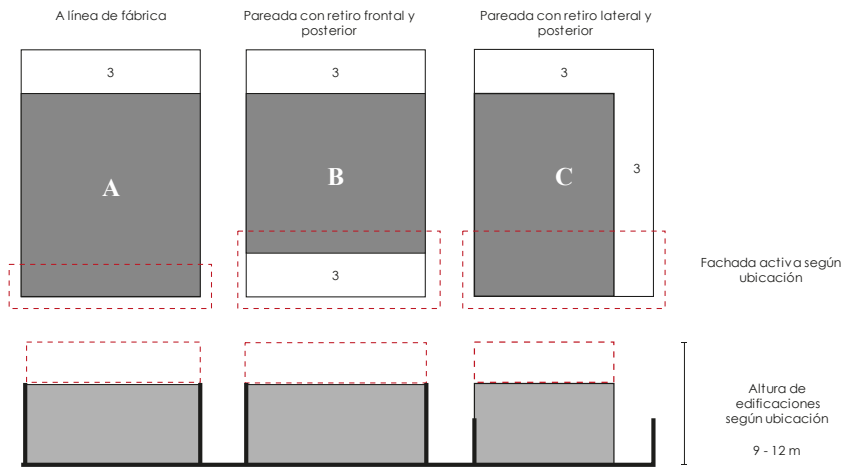 A línea de fábrica
Pareada con retiro frontal y
posterior
Pareada con retiro lateral y
posterior
3
3
3
A
B
C
3
3
Fachada activa según
ubicación
Altura de
edificaciones
según ubicación
9 - 12 m